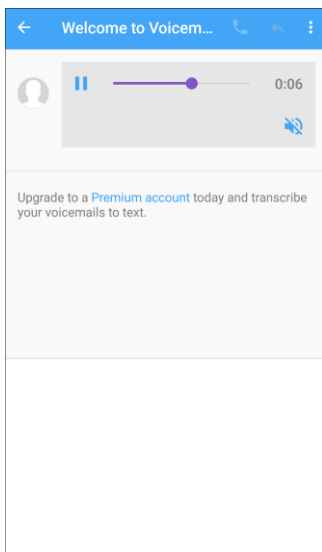 Welcome to Voicem...
0:06
Upgrade to a Premium account today and transcribe
your voicemails to text.